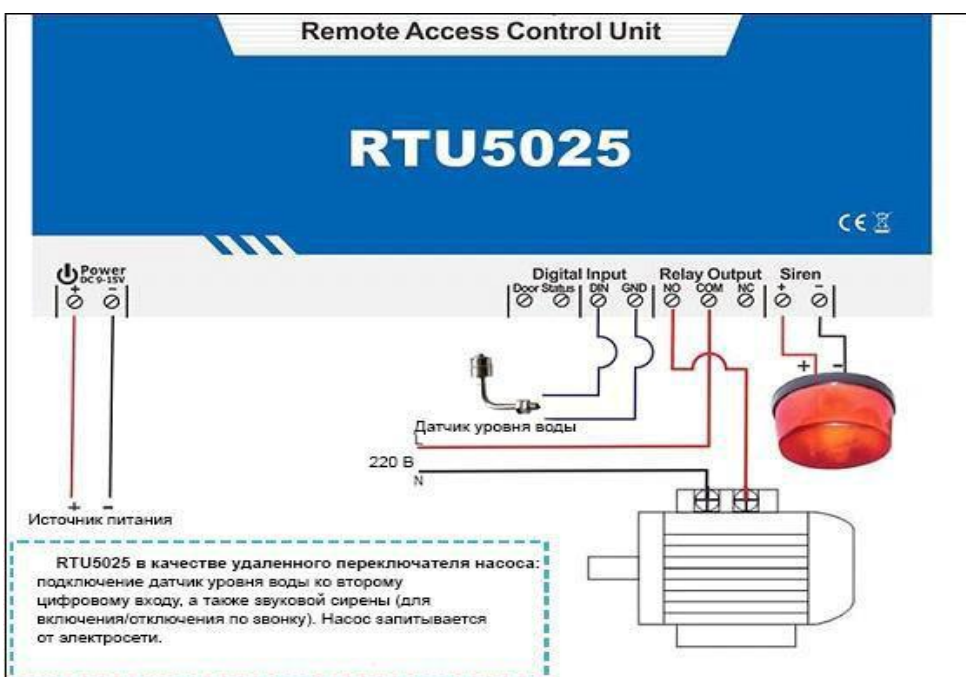 Remote Access Control Unit
RTU5025
CE
Power
DC 9-15V
+ -
Digital Input
Relay Output
Siren
Door Status
DIN
GND
NO
COM
NC
+ -
+ -
Датчик уровня воды
L
220 В
N
+ -
Источник питания
RTU5025 в качестве удаленного переключателя насоса:
подключение датчик уровня воды ко второму
цифровому входу, а также звуковой сирены (для
включения/отключения по звонку). Насос запитывается
от электросети.